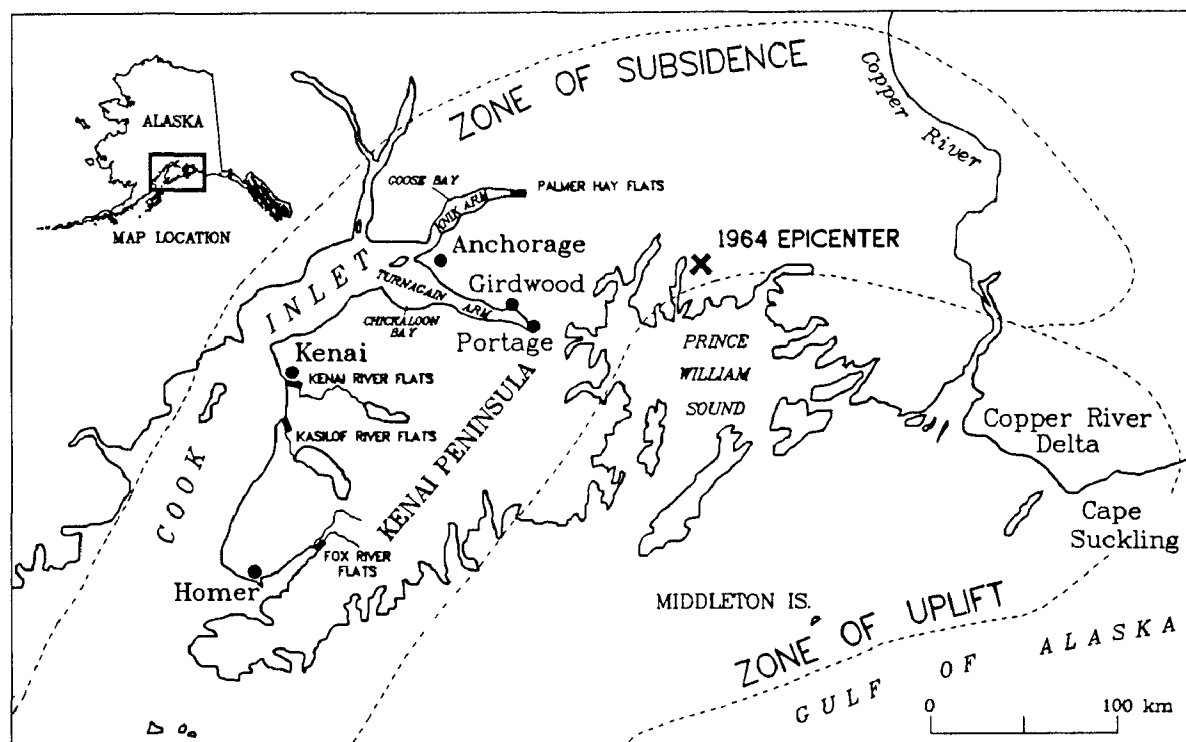 ZONE OF SUBSIDENCE
Copper River
ALASKA
MAP LOCATION
GOOSE BAY
PALMER HAY FLATS
KNIK ARM
Anchorage
1964 EPICENTER
Girdwood
TURNAGAIN ARM
CHICKALOON
BAY
Portage
COOK INLET
Kenai
KENAI RIVER FLATS
PRINCE
WILLIAM
SOUND
KASILOF RIVER FLATS
KENAI PENINSULA
Copper River
Delta
Cape
Suckling
FOX RIVER
FLATS
Homer
MIDDLETON IS.
ZONE OF UPLIFT
GULF OF ALASKA
0 100 km